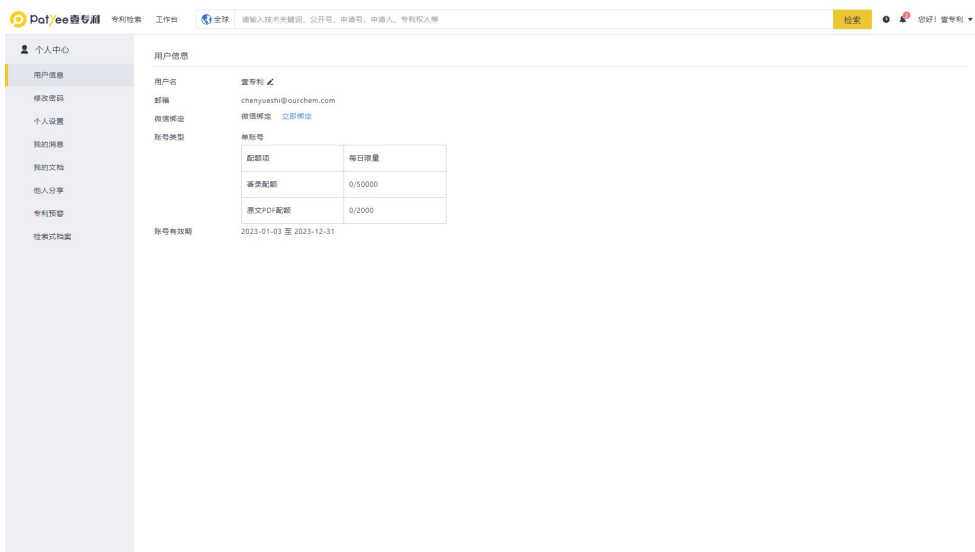 Patyee壹专利 专利检索 工作台 全球 请输入技术关键词、公开号、申请号、申请人、专利权人等 检索 您好！壹专利
个人中心
用户信息
修改密码
个人设置
我的消息
我的文档
他人分享
专利预警
检索式档案
用户信息
用户名 壹专利
邮箱 chenyueshi@ourchem.com
微信绑定 微信绑定 立即绑定
账号类型 单账号
配额项 每日限量
著录配额 0/50000
原文PDF配额 0/2000
账号有效期 2023-01-03 至 2023-12-31